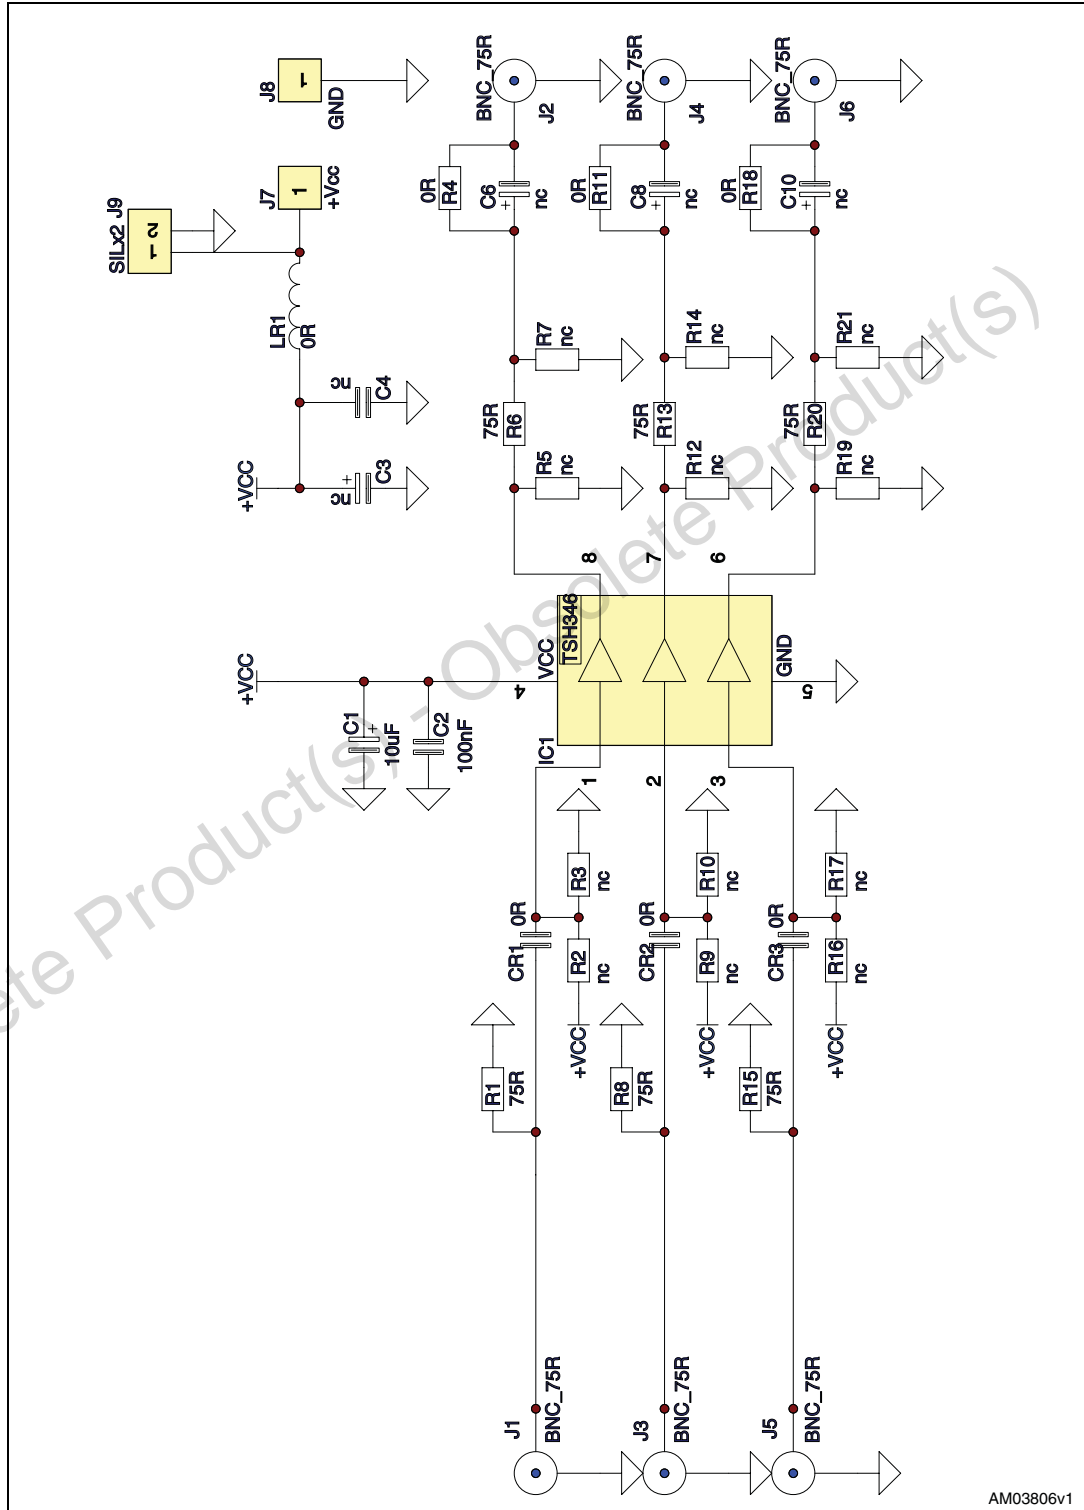 J8
1
GND
J7
1
+Vcc
SILx2 J9
1 2
LR1
0R
nc
C4
+VCC
nc
+
C3
BNC_75R
J2
0R
R4
C6
+
nc
BNC_75R
J4
0R
R11
C8
+
nc
BNC_75R
J6
0R
R18
C10
+
nc
R7
nc
75R
R6
R5
nc
R14
nc
75R
R13
R12
nc
R21
nc
75R
R20
R19
nc
8
7
6
+VCC
C1
+
10uF
C2
100nF
4
VCC
TSH346
IC1
GND
5
1
2
3
R3
nc
0R
CR1
R2
nc
+VCC
R10
nc
0R
CR2
R9
nc
+VCC
R17
nc
0R
CR3
R16
nc
+VCC
R1
75R
R8
75R
R15
75R
J1
BNC_75R
J3
BNC_75R
J5
BNC_75R
ete Product(s) - Obsolete Product(s)
AM03806v1